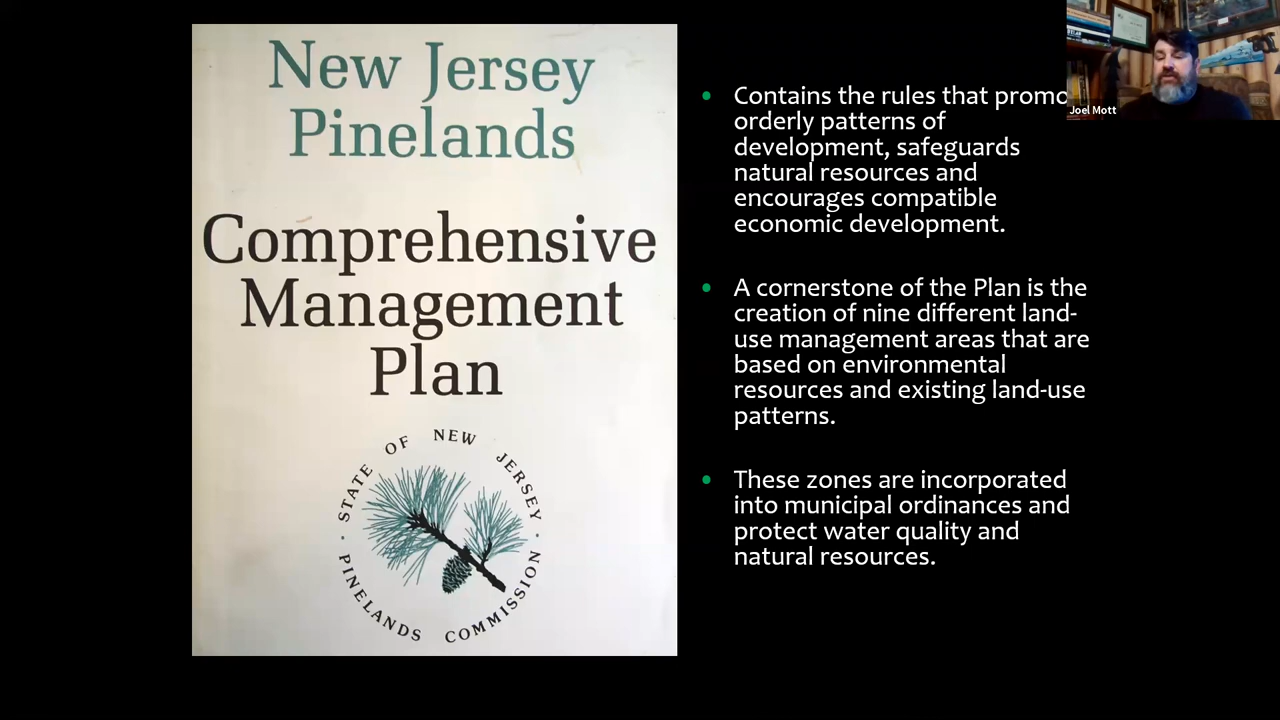 New Jersey
Pinelands
Comprehensive
Management
Plan
STATE OF NEW JERSEY
PINELANDS COMMISSION
• Contains the rules that promo
orderly patterns of
development, safeguards
natural resources and
encourages compatible
economic development.
• A cornerstone of the Plan is the
creation of nine different land-
use management areas that are
based on environmental
resources and existing land-use
patterns.
• These zones are incorporated
into municipal ordinances and
protect water quality and
natural resources.
Joel Mott